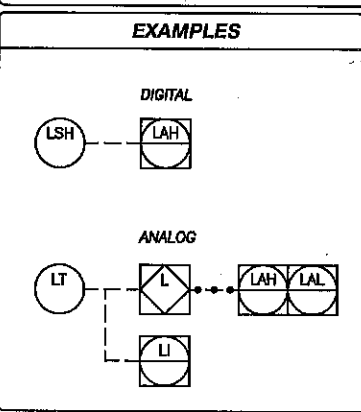 EXAMPLES
DIGITAL
LSH LAH
ANALOG
LT L LAH LAL
LI